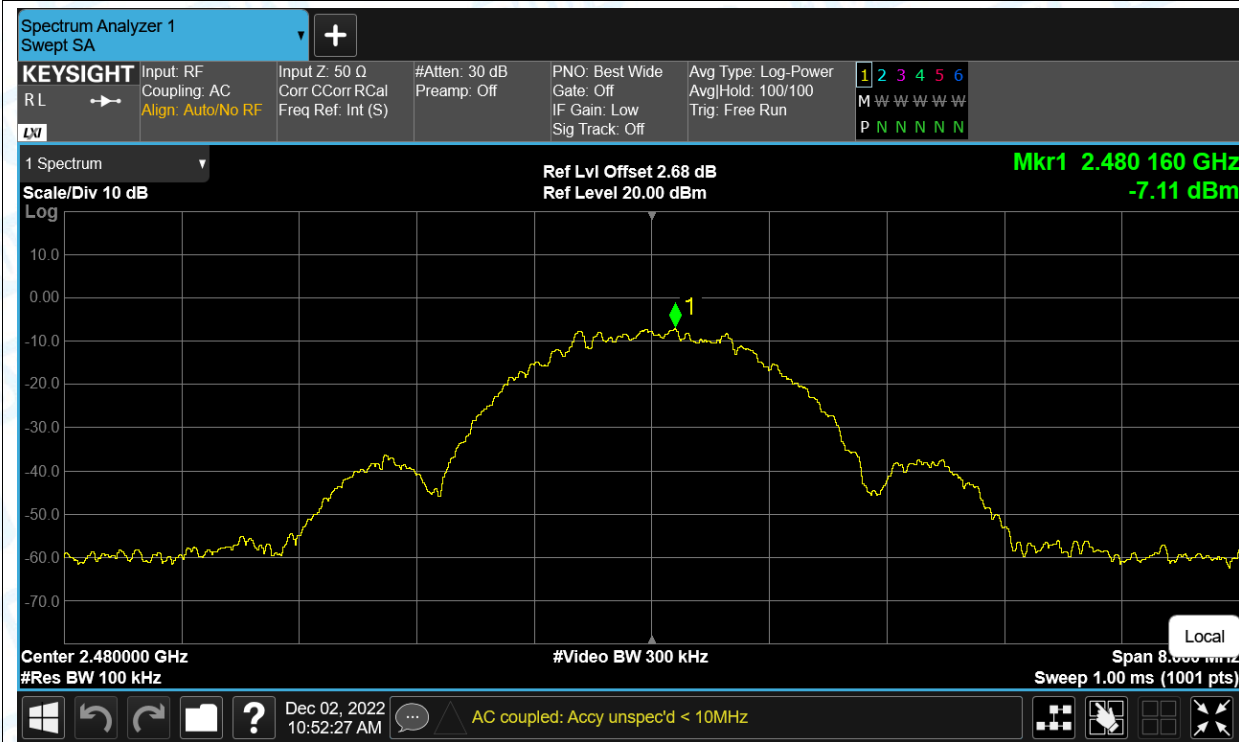 Spectrum Analyzer 1
Swept SA
KEYSIGHT
R L
LXI
Input: RF
Coupling: AC
Align: Auto/No RF
Input Z: 50 Ω
Corr CCorr RCal
Freq Ref: Int (S)
#Atten: 30 dB
Preamp: Off
PNO: Best Wide
Gate: Off
IF Gain: Low
Sig Track: Off
Avg Type: Log-Power
Avg|Hold: 100/100
Trig: Free Run
1 2 3 4 5 6
M W W W W W
P N N N N N
1 Spectrum
Scale/Div 10 dB
Log
Ref Lvl Offset 2.68 dB
Ref Level 20.00 dBm
Mkr1 2.480 160 GHz
-7.11 dBm
1
10.0
0.00
-10.0
-20.0
-30.0
-40.0
-50.0
-60.0
-70.0
Local
Center 2.480000 GHz
#Video BW 300 kHz
Span 8.000 MHz
#Res BW 100 kHz
Sweep 1.00 ms (1001 pts)
?
Dec 02, 2022
10:52:27 AM
AC coupled: Accy unspec'd < 10MHz